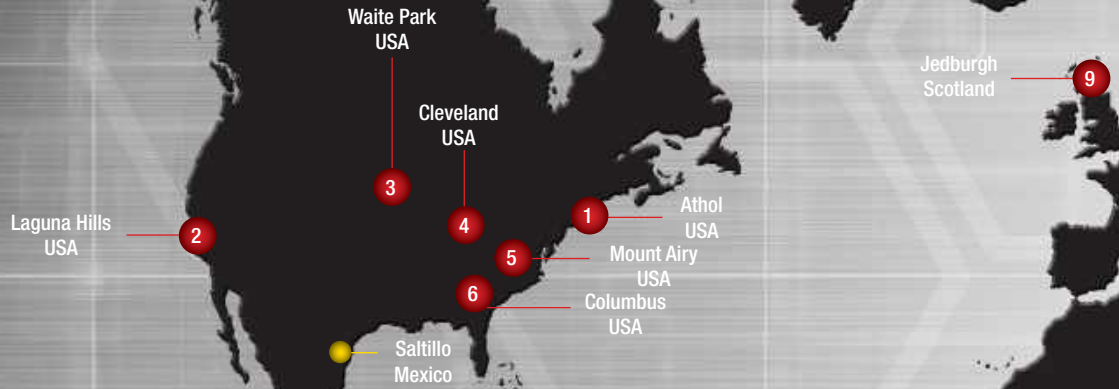 Waite Park
USA
Jedburgh
Scotland
9
Cleveland
USA
3
Laguna Hills
USA
2
4
1
Athol
USA
5
Mount Airy
USA
6
Columbus
USA
Saltillo
Mexico